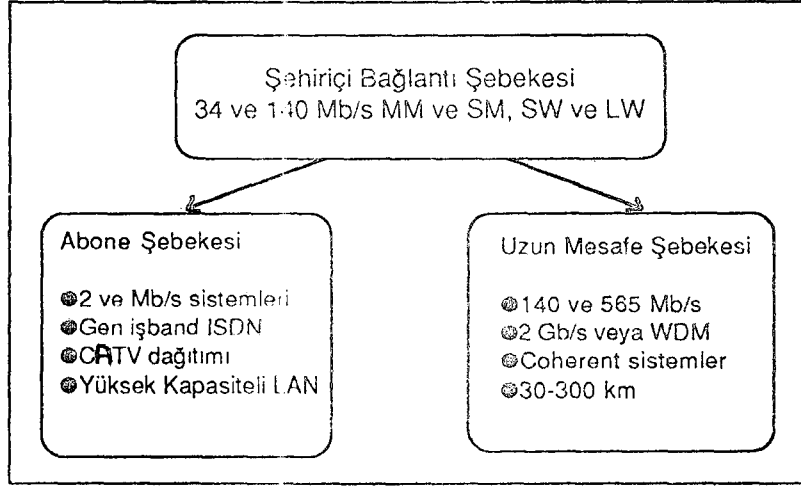 Şehiriçi Bağlantı Şebekesi
34 ve 140 Mb/s MM ve SM, SW ve LW
Abone Şebekesi
●2 ve Mb/s sistemleri
●Gen işband ISDN
●CATV dağıtımı
●Yüksek Kapasiteli LAN
Uzun Mesafe Şebekesi
●140 ve 565 Mb/s
●2 Gb/s veya WDM
●Coherent sistemler
●30-300 km